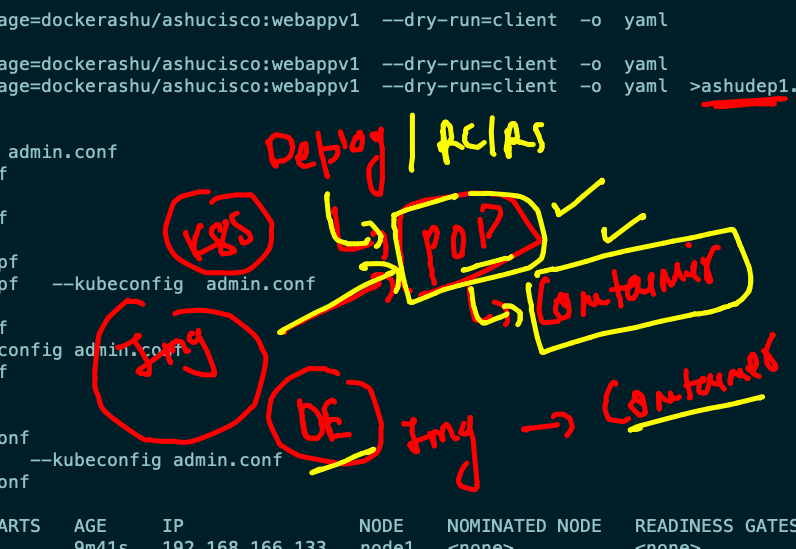 age=dockerashu/ashucisco:webappv1 --dry-run=client -o yaml
age=dockerashu/ashucisco:webappv1 --dry-run=client -o yaml
age=dockerashu/ashucisco:webappv1 --dry-run=client -o yaml >ashudep1.
Deploy | RC/RS
admin.conf
f
K8S
f
POD
pf
pf --kubeconfig admin.conf
Container
f
Img
config admin.conf
f
DE Img → Container
onf
--kubeconfig admin.conf
onf
ARTS AGE IP NODE NOMINATED NODE READINESS GATES
9m41s 192.168.166.133 node1 <none> <none>